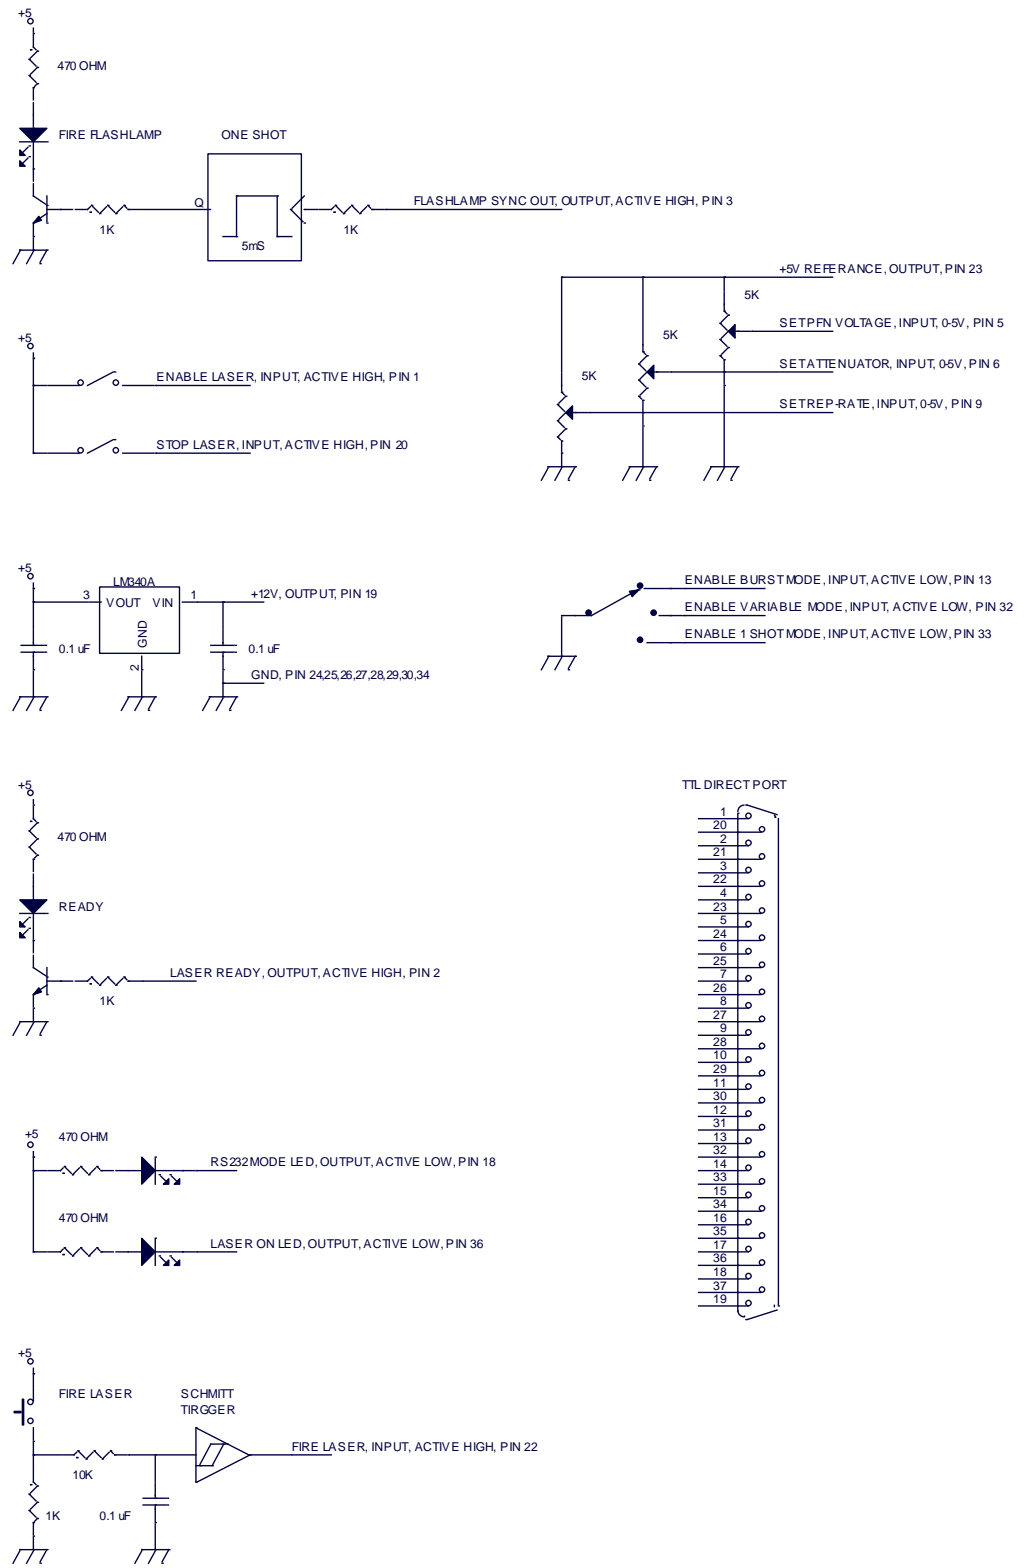 +5
470 OHM
FIRE FLASHLAMP
ONE SHOT
Q
5mS
1K
1K
FLASHLAMP SYNC OUT, OUTPUT, ACTIVE HIGH, PIN 3
+5V REFERANCE, OUTPUT, PIN 23
5K
SET PFN VOLTAGE, INPUT, 0-5V, PIN 5
5K
SET ATTENUATOR, INPUT, 0-5V, PIN 6
5K
SET REP-RATE, INPUT, 0-5V, PIN 9
+5
ENABLE LASER, INPUT, ACTIVE HIGH, PIN 1
STOP LASER, INPUT, ACTIVE HIGH, PIN 20
+5
LM340A
3
VOUT VIN
1
GND
2
+12V, OUTPUT, PIN 19
0.1 uF
0.1 uF
GND, PIN 24,25,26,27,28,29,30,34
ENABLE BURST MODE, INPUT, ACTIVE LOW, PIN 13
ENABLE VARIABLE MODE, INPUT, ACTIVE LOW, PIN 32
ENABLE 1 SHOT MODE, INPUT, ACTIVE LOW, PIN 33
+5
470 OHM
READY
LASER READY, OUTPUT, ACTIVE HIGH, PIN 2
1K
TTL DIRECT PORT
1
20
2
21
3
22
4
23
5
24
6
25
7
26
8
27
9
28
10
29
11
30
12
31
13
32
14
33
15
34
16
35
17
36
18
37
19
+5
470 OHM
RS232 MODE LED, OUTPUT, ACTIVE LOW, PIN 18
470 OHM
LASER ON LED, OUTPUT, ACTIVE LOW, PIN 36
+5
FIRE LASER
SCHMITT
TIRGGER
FIRE LASER, INPUT, ACTIVE HIGH, PIN 22
10K
1K
0.1 uF